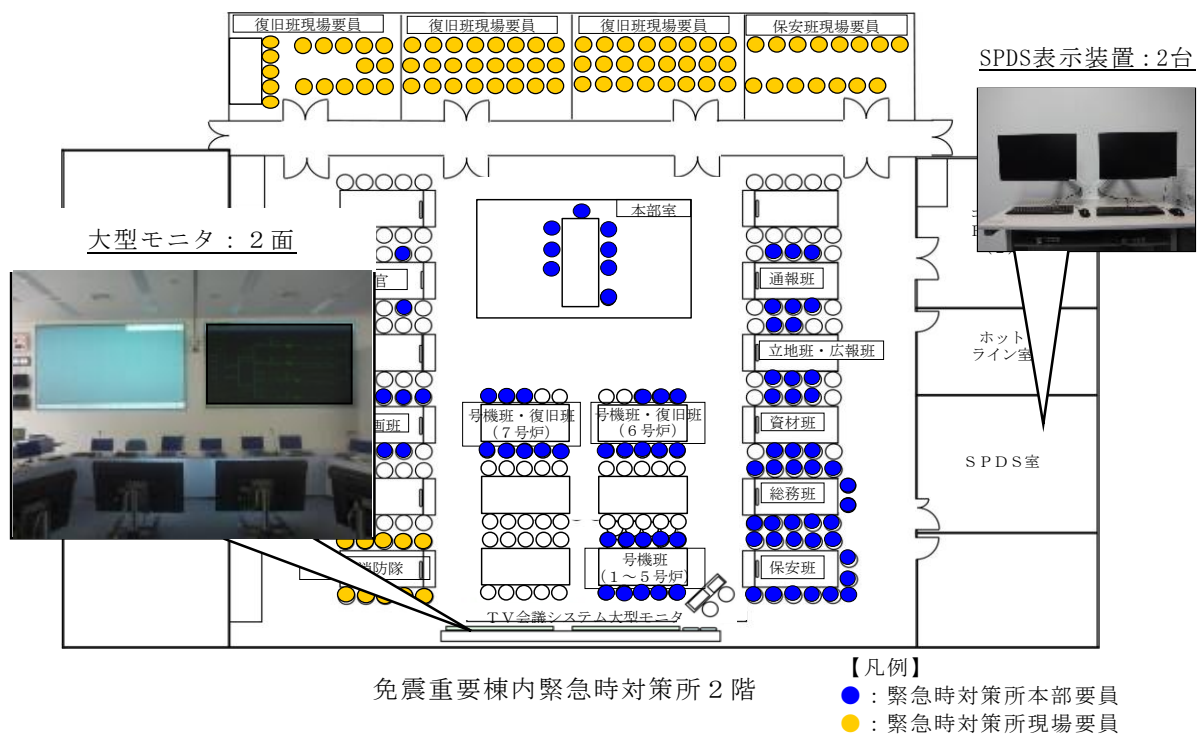 復旧班現場要員
復旧班現場要員
復旧班現場要員
保安班現場要員
SPDS表示装置:2台
本部室
大型モニタ:2面
官
通報班
ホット
ライン室
立地班・広報班
画班
号機班・復旧班
(7号炉)
号機班・復旧班
(6号炉)
資材班
SPDS室
総務班
消防隊
号機班
(1~5号炉)
保安班
TV会議システム大型モニタ
免震重要棟内緊急時対策所2階
【凡例】
●:緊急時対策所本部要員
●:緊急時対策所現場要員